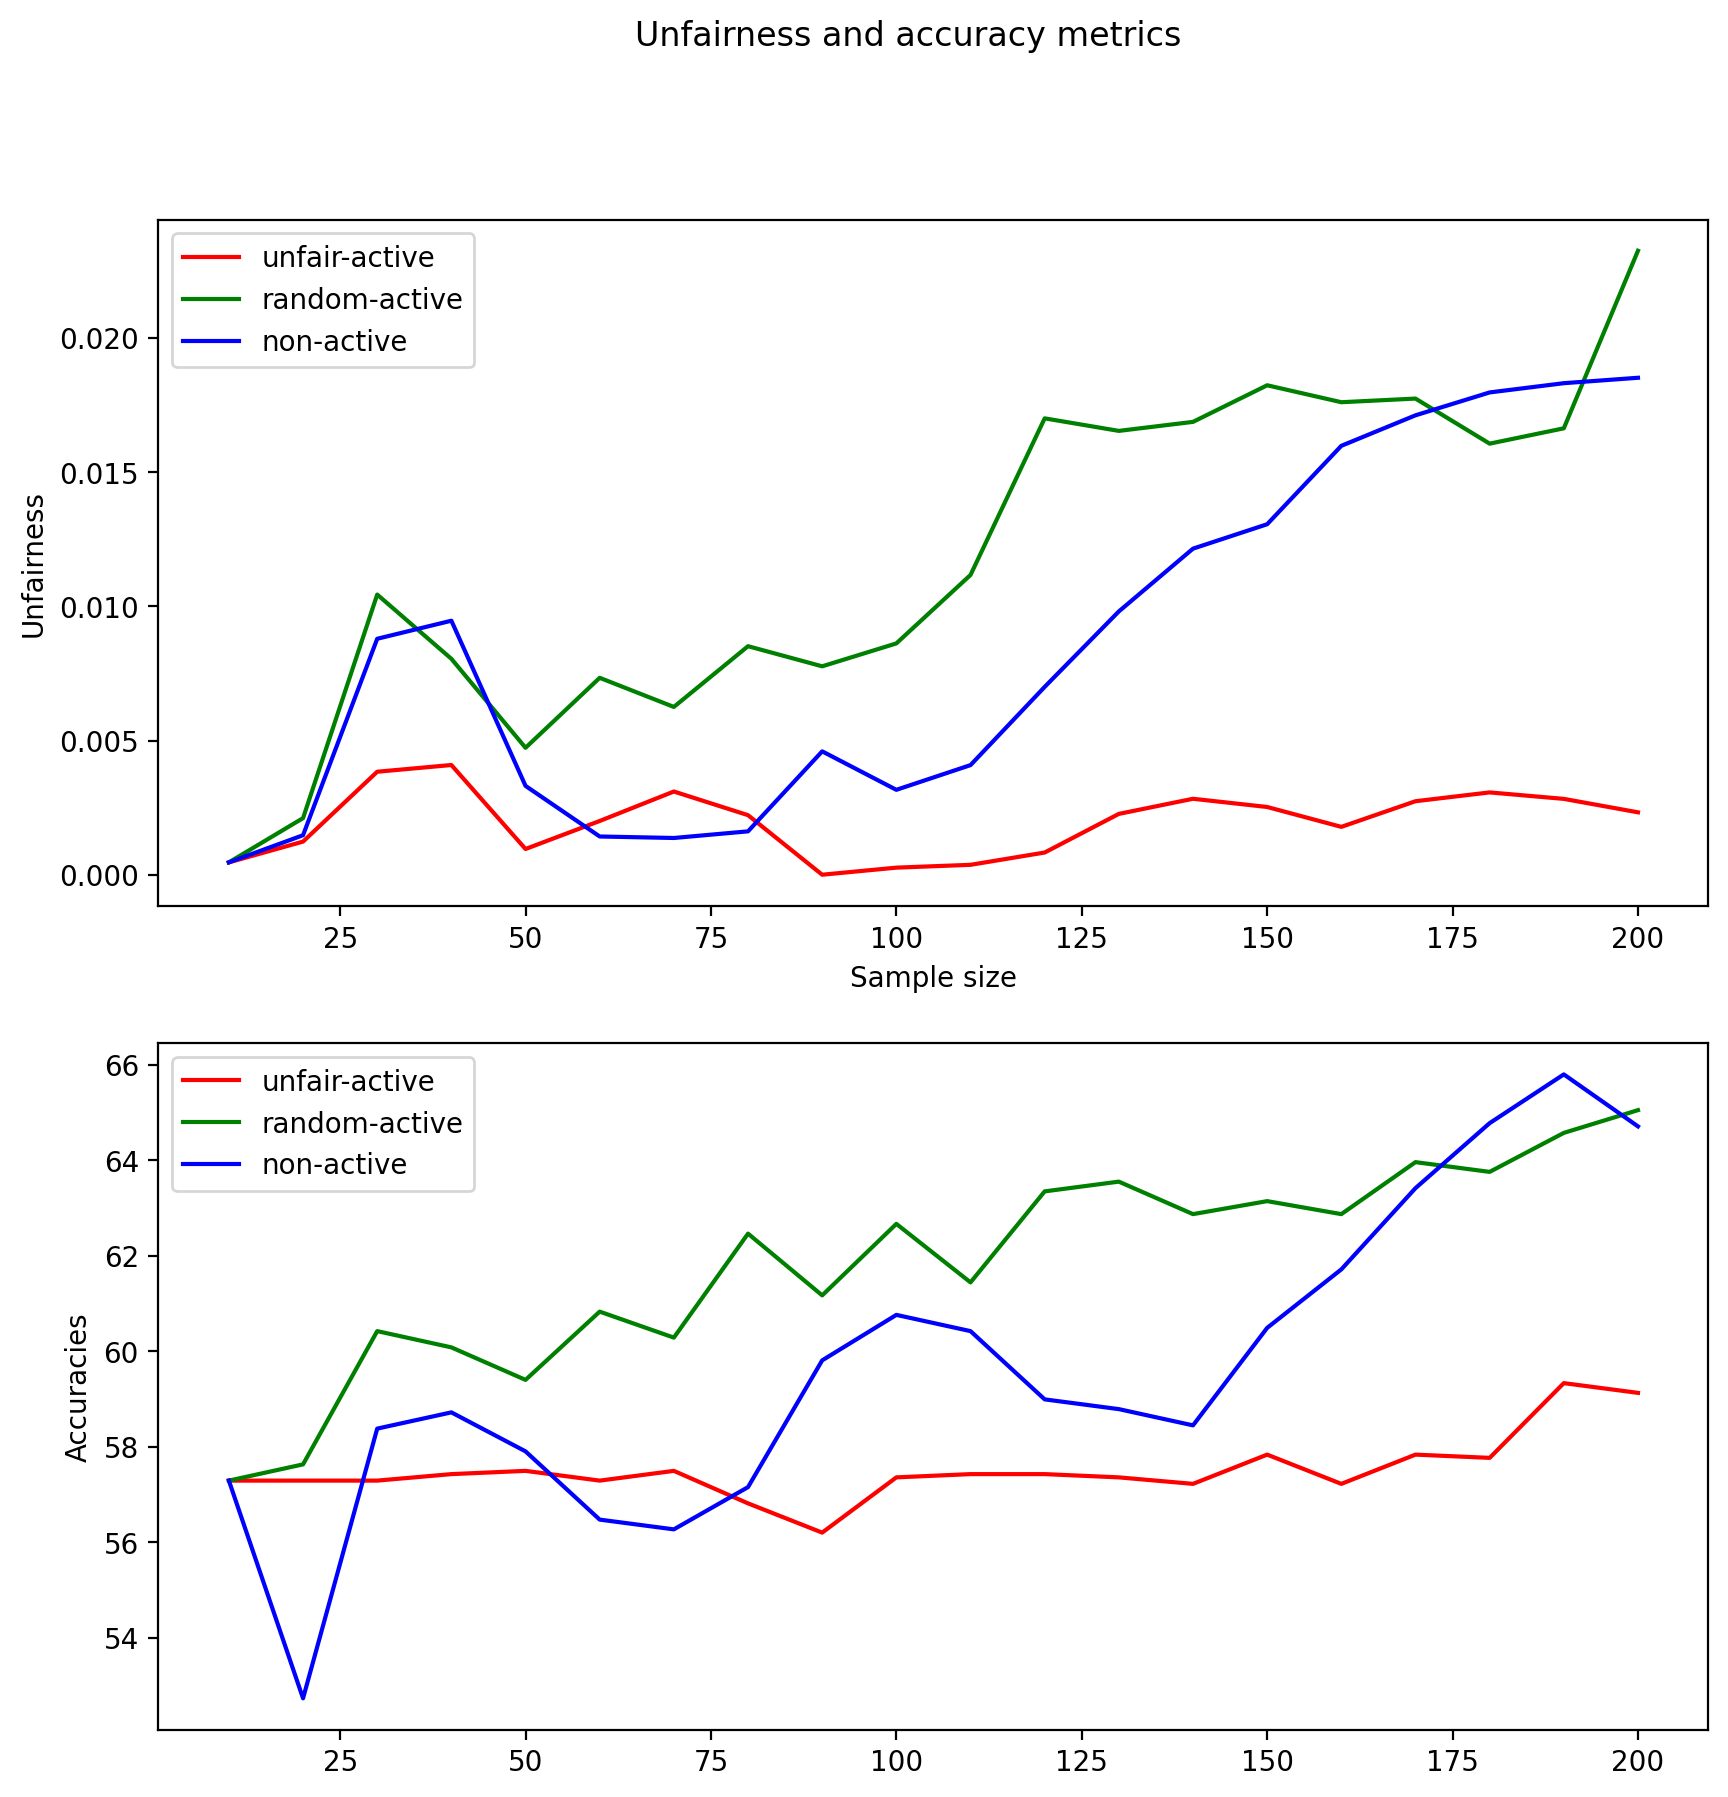 Unfairness and accuracy metrics
unfair-active
random-active
non-active
0.020
0.015
0.010
0.005
0.000
Unfairness
25 50 75 100 125 150 175 200
Sample size
unfair-active
random-active
non-active
66
64
62
60
58
56
54
Accuracies
25 50 75 100 125 150 175 200